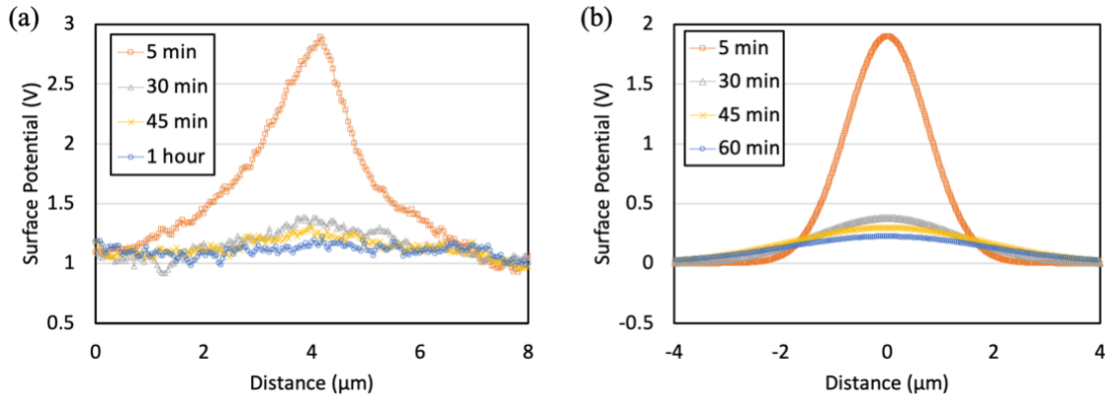 (a)
Surface Potential (V)
3
2.5
2
1.5
1
0.5
5 min
30 min
45 min
1 hour
0 2 4 6 8
Distance (μm)
(b)
Surface Potential (V)
2
1.5
1
0.5
0
-0.5
5 min
30 min
45 min
60 min
-4 -2 0 2 4
Distance (μm)